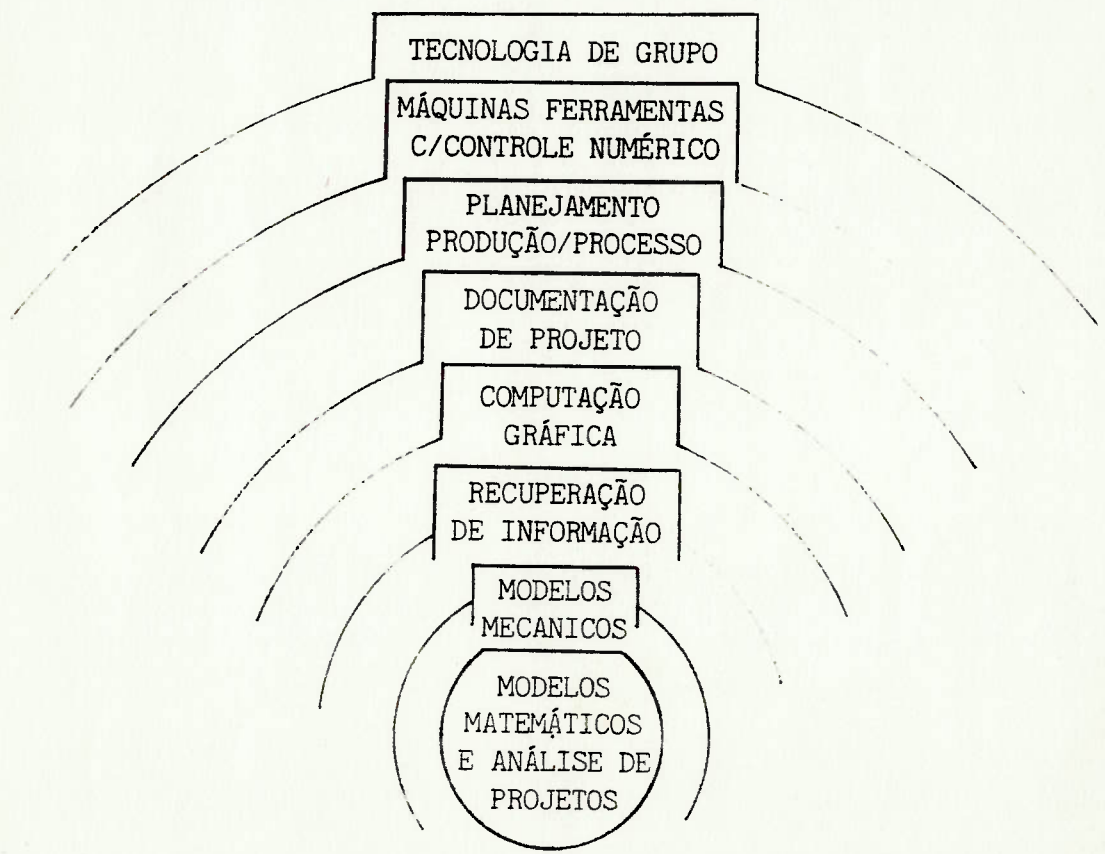 TECNOLOGIA DE GRUPO
MÁQUINAS FERRAMENTAS
C/CONTROLE NUMÉRICO
PLANEJAMENTO
PRODUÇÃO/PROCESSO
DOCUMENTAÇÃO
DE PROJETO
COMPUTAÇÃO
GRÁFICA
RECUPERAÇÃO
DE INFORMAÇÃO
MODELOS
MECANICOS
MODELOS
MATEMÁTICOS
E ANÁLISE DE
PROJETOS